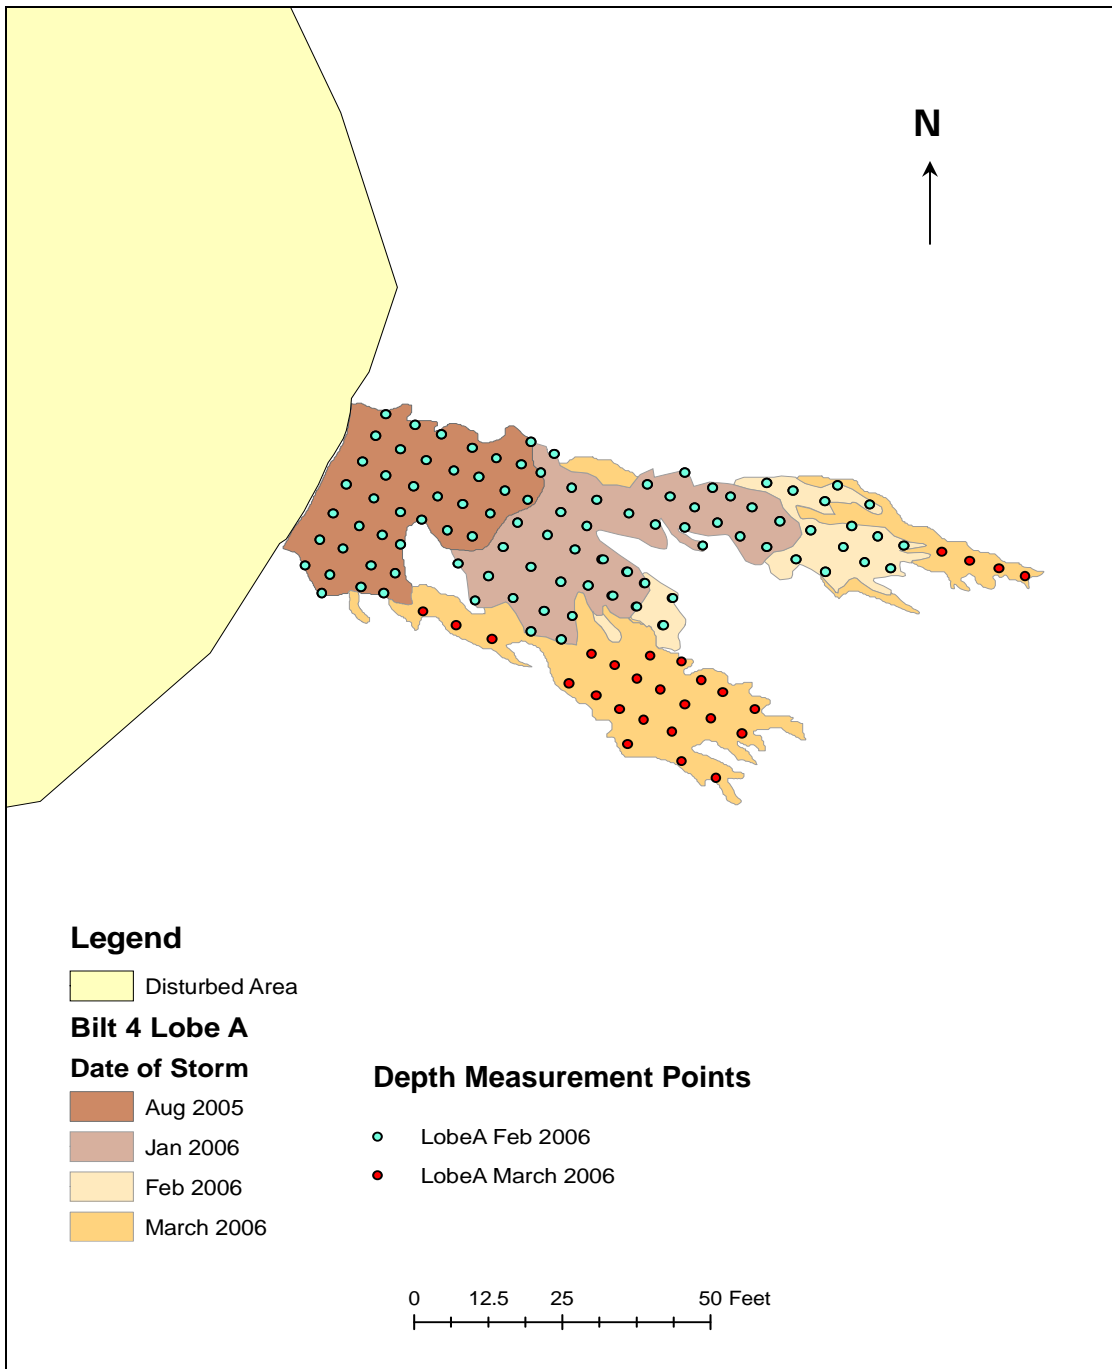 N
Legend
Disturbed Area
Bilt 4 Lobe A
Date of Storm
Aug 2005
Jan 2006
Feb 2006
March 2006
Depth Measurement Points
LobeA Feb 2006
LobeA March 2006
0 12.5 25 50 Feet